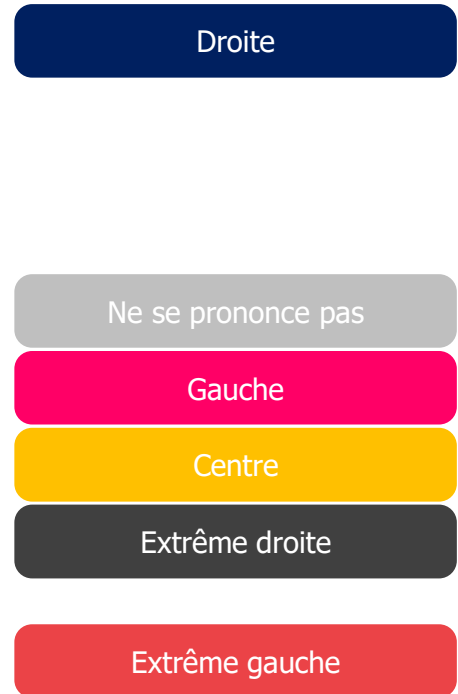 Droite
Ne se prononce pas
Gauche
Centre
Extrême droite
Extrême gauche